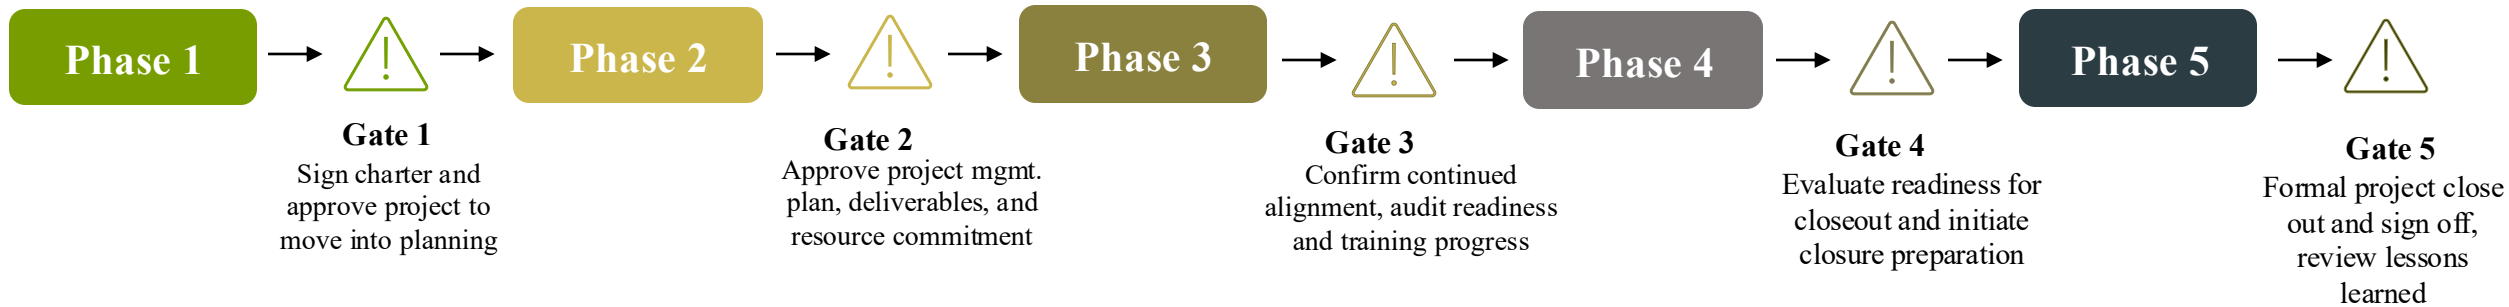 Phase 1
Phase 2
Phase 3
Phase 4
Phase 5
Gate 1
Sign charter and
approve project to
move into planning
Gate 2
Approve project mgmt.
plan, deliverables, and
resource commitment
Gate 3
Confirm continued
alignment, audit readiness
and training progress
Gate 4
Evaluate readiness for
closeout and initiate
closure preparation
Gate 5
Formal project close
out and sign off,
review lessons
learned